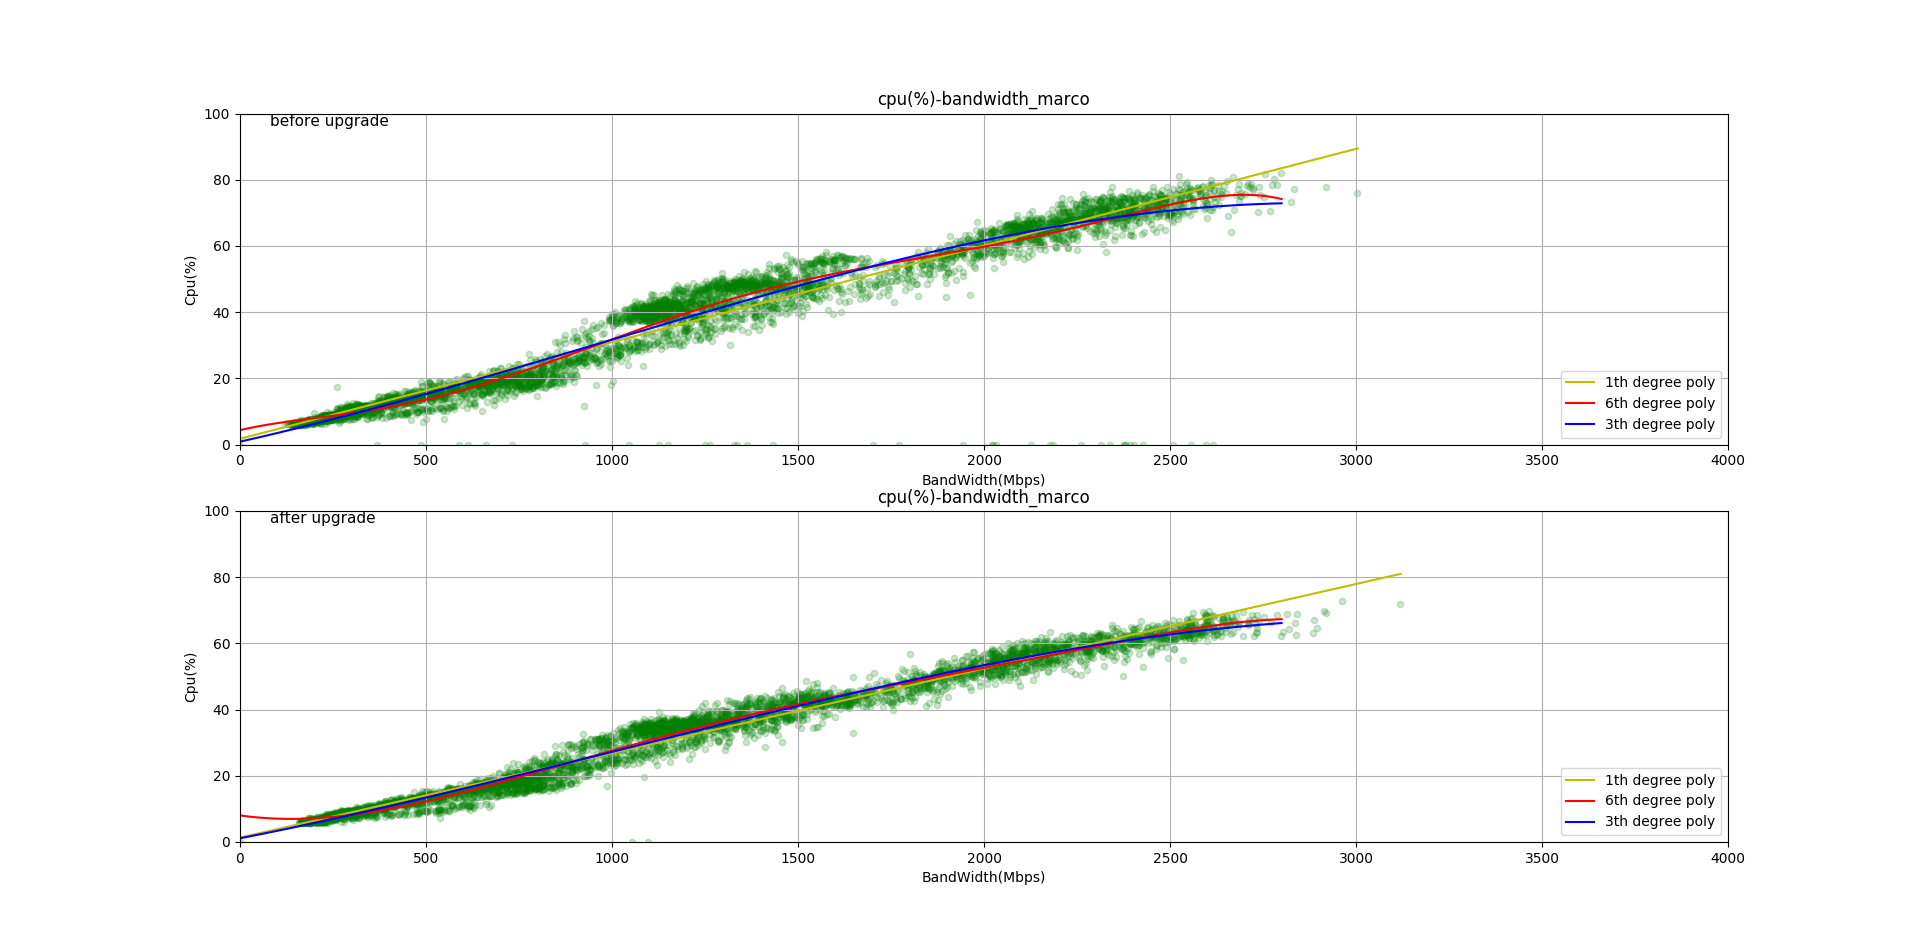 cpu(%)-bandwidth_marco
before upgrade
100
80
60
40
20
0
Cpu(%)
0 500 1000 1500 2000 2500 3000 3500 4000
BandWidth(Mbps)
1th degree poly
6th degree poly
3th degree poly
cpu(%)-bandwidth_marco
after upgrade
100
80
60
40
20
0
Cpu(%)
0 500 1000 1500 2000 2500 3000 3500 4000
BandWidth(Mbps)
1th degree poly
6th degree poly
3th degree poly